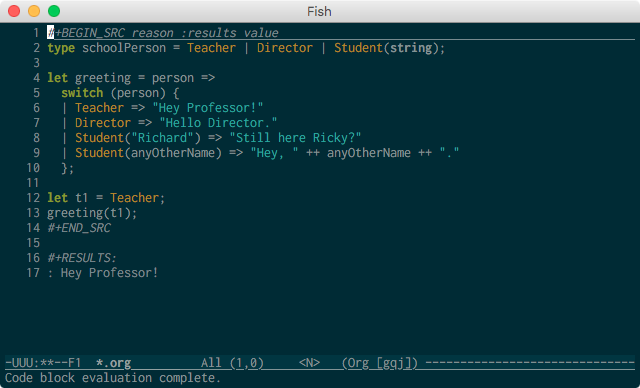 Fish
1 #+BEGIN_SRC reason :results value
2 type schoolPerson = Teacher | Director | Student(string);
3
4 let greeting = person =>
5   switch (person) {
6   | Teacher => "Hey Professor!"
7   | Director => "Hello Director."
8   | Student("Richard") => "Still here Ricky?"
9   | Student(anyOtherName) => "Hey, " ++ anyOtherName ++ "."
10   };
11
12 let t1 = Teacher;
13 greeting(t1);
14 #+END_SRC
15
16 #+RESULTS:
17 : Hey Professor!
-UUU:**--F1  *.org          All (1,0)     <N>   (Org [gqj]) ------------------------------
Code block evaluation complete.